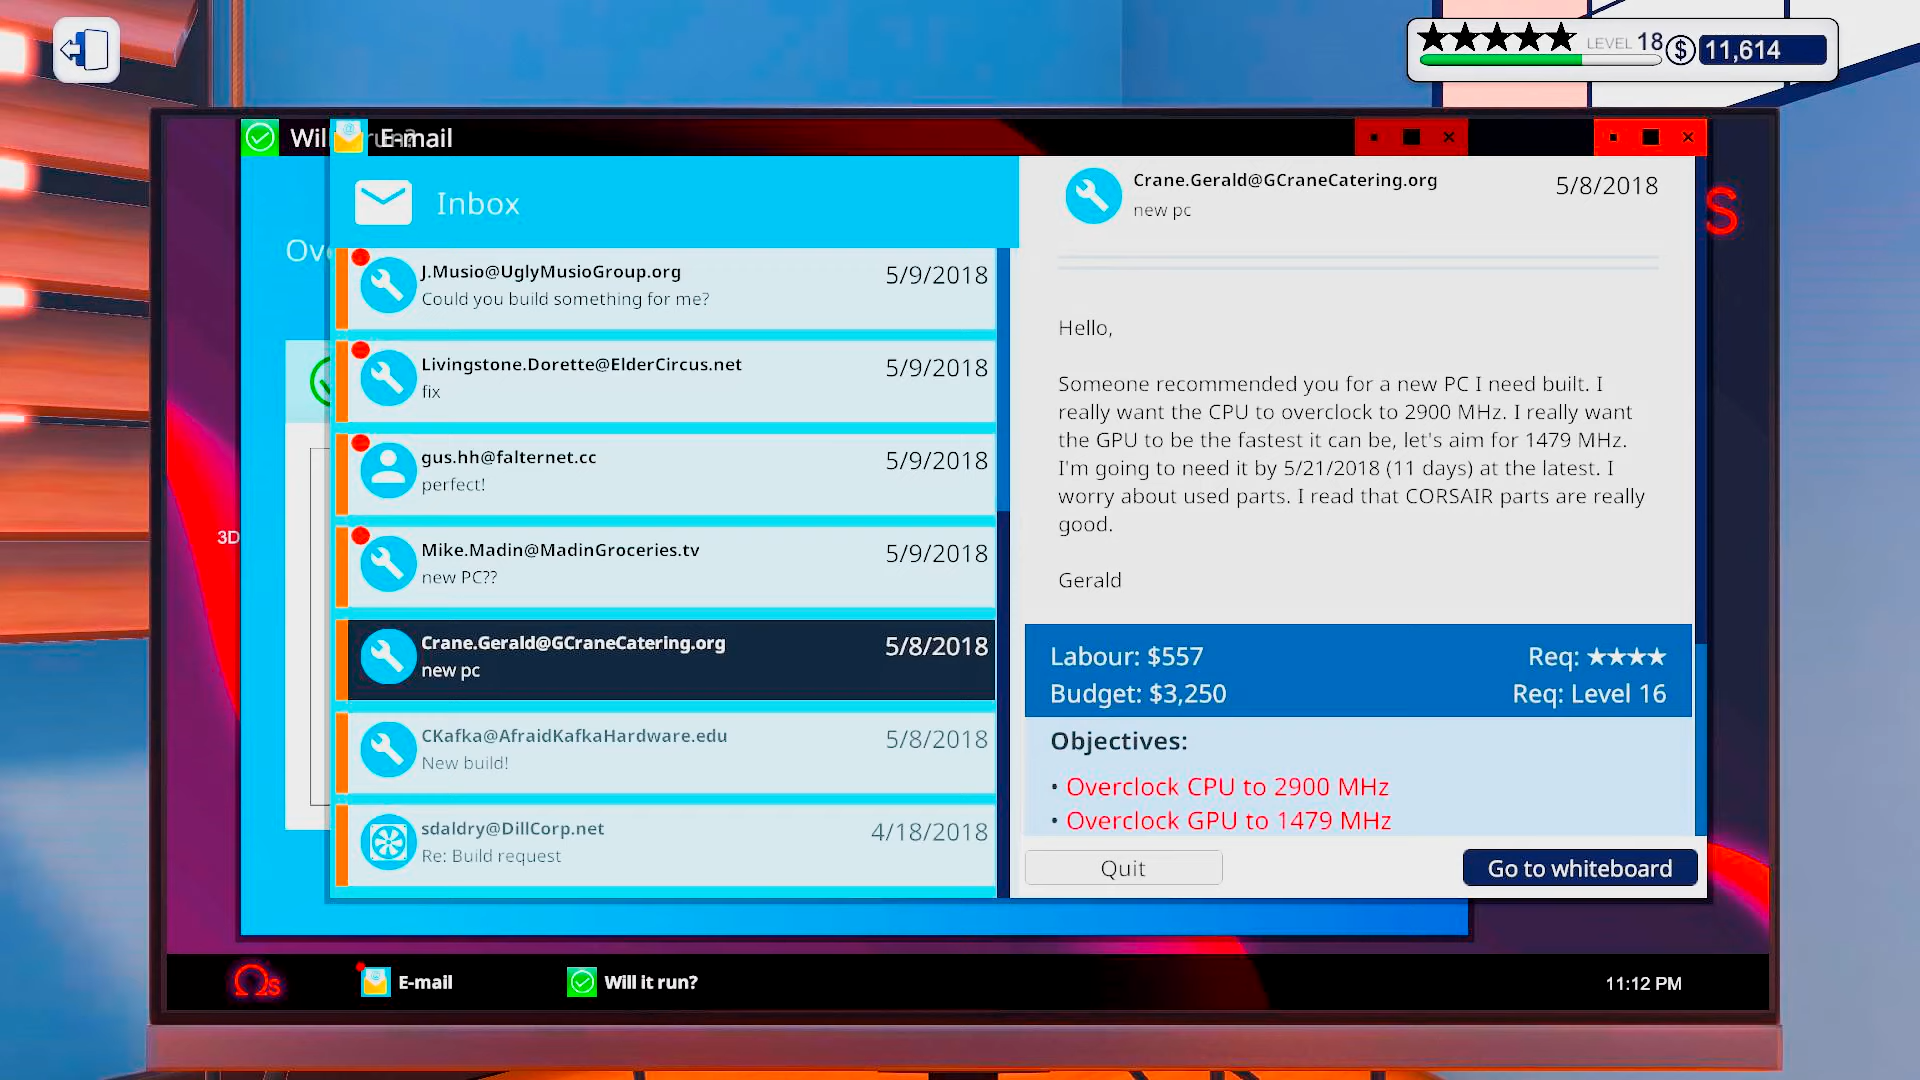 LEVEL 18
$ 11,614
Wil
E-mail
Inbox
Ov
3D
S
J.Musio@UglyMusioGroup.org
5/9/2018
Could you build something for me?
Livingstone.Dorette@ElderCircus.net
5/9/2018
fix
gus.hh@falternet.cc
5/9/2018
perfect!
Mike.Madin@MadinGroceries.tv
5/9/2018
new PC??
Crane.Gerald@GCraneCatering.org
5/8/2018
new pc
CKafka@AfraidKafkaHardware.edu
5/8/2018
New build!
sdaldry@DillCorp.net
4/18/2018
Re: Build request
Crane.Gerald@GCraneCatering.org
5/8/2018
new pc
Hello,
Someone recommended you for a new PC I need built. I
really want the CPU to overclock to 2900 MHz. I really want
the GPU to be the fastest it can be, let's aim for 1479 MHz.
I'm going to need it by 5/21/2018 (11 days) at the latest. I
worry about used parts. I read that CORSAIR parts are really
good.
Gerald
Labour: $557
Req: ★★★★
Budget: $3,250
Req: Level 16
Objectives:
• Overclock CPU to 2900 MHz
• Overclock GPU to 1479 MHz
Quit
Go to whiteboard
Ωs
E-mail
Will it run?
11:12 PM